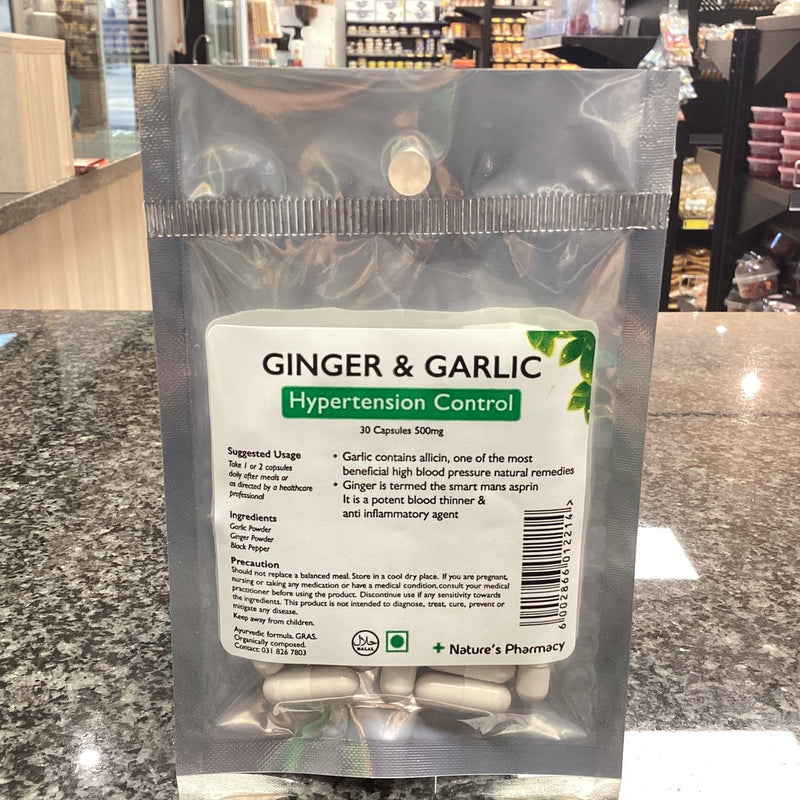 GINGER & GARLIC
Hypertension Control
30 Capsules 500mg
Suggested Usage
Take 1 or 2 capsules
daily after meals or
as directed by a healthcare
professional
Ingredients
Garlic Powder
Ginger Powder
Black Pepper
• Garlic contains allicin, one of the most
beneficial high blood pressure natural remedies
• Ginger is termed the smart mans asprin
It is a potent blood thinner &
anti inflammatory agent
Precaution
Should not replace a balanced meal. Store in a cool dry place. If you are pregnant,
nursing or taking any medication or have a medical condition,consult your medical
practitioner before using the product. Discontinue use if any sensitivity towards
the ingredients. This product is not intended to diagnose, treat, cure, prevent or
mitigate any disease.
Keep away from children.
Ayurvedic formula. GRAS.
Organically composed.
Contact: 031 826 7803
حلال
HALAAL
+ Nature's Pharmacy
6 002866 012214 >